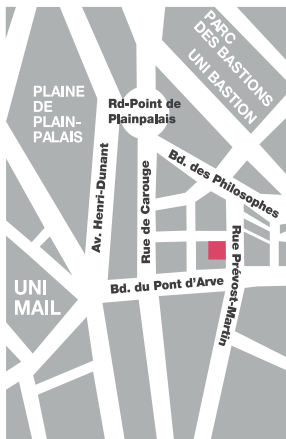 PARC
DES BASTIONS
UNI BASTION
PLAINE
DE
PLAIN-
PALAIS
Rd-Point de
Plainpalais
Bd. des Philosophes
Av. Henri-Dunant
Rue de Carouge
Rue Prévost-Martin
UNI
MAIL
Bd. du Pont d'Arve